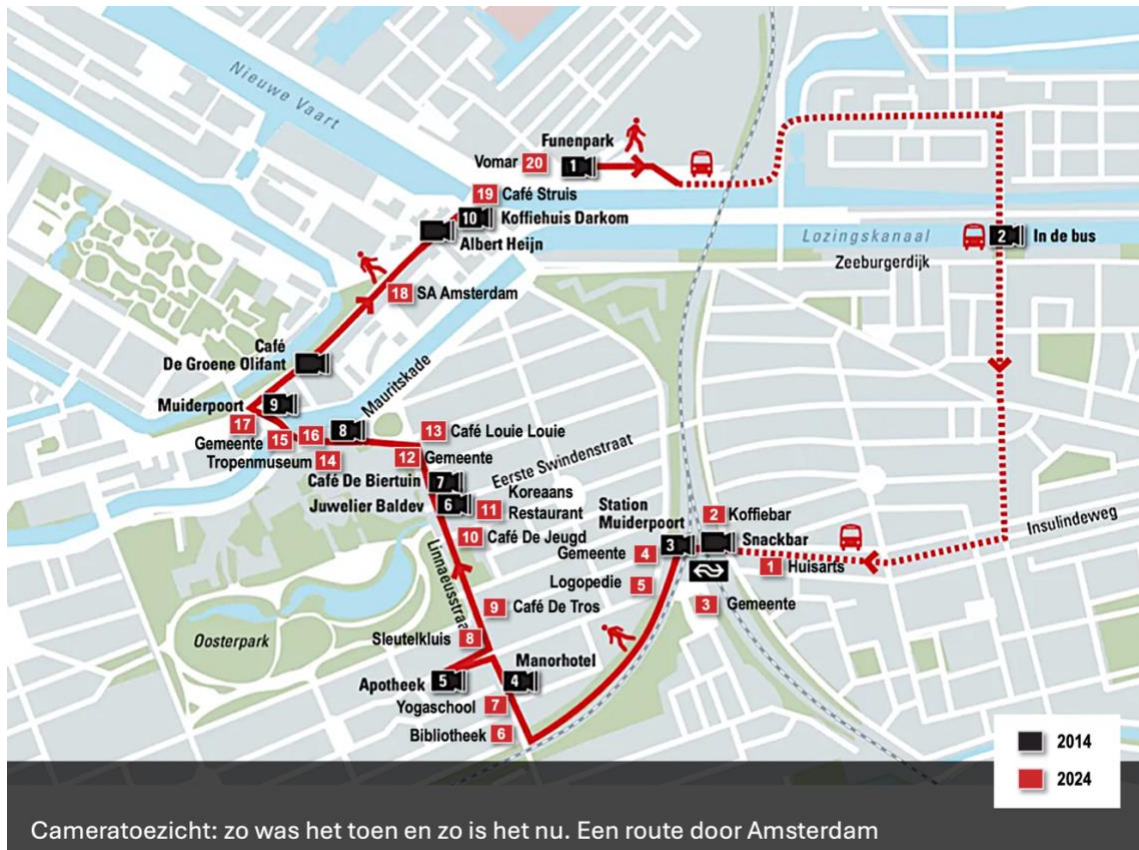 Nieuwe Vaart
Funenpark
1
Vomar 20
19 Café Struis
10 Koffiehuis Darkom
Albert Heijn
Lozingskanaal
2 In de bus
Zeeburgerdijk
18 SA Amsterdam
Café
De Groene Olifant
Mauritskade
Muiderpoort 9
17
8
Gemeente 15 16
Tropenmuseum 14
13 Café Louie Louie
12 Gemeente
Eerste Swindenstraat
Café De Biertuin 7
Juwelier Baldev 6
11 Koreaans
Restaurant
10 Café De Jeugd
Station
Muiderpoort 3
2 Koffiebar
Snackbar
Insulindeweg
Gemeente 4
1 Huisarts
Logopedie 5
3 Gemeente
Linnaeusstraat
9 Café De Tros
Oosterpark
Sleutelkluis 8
Manorhotel
4
Apotheek 5
Yogaschool 7
Bibliotheek 6
2014
2024
Cameratoezicht: zo was het toen en zo is het nu. Een route door Amsterdam